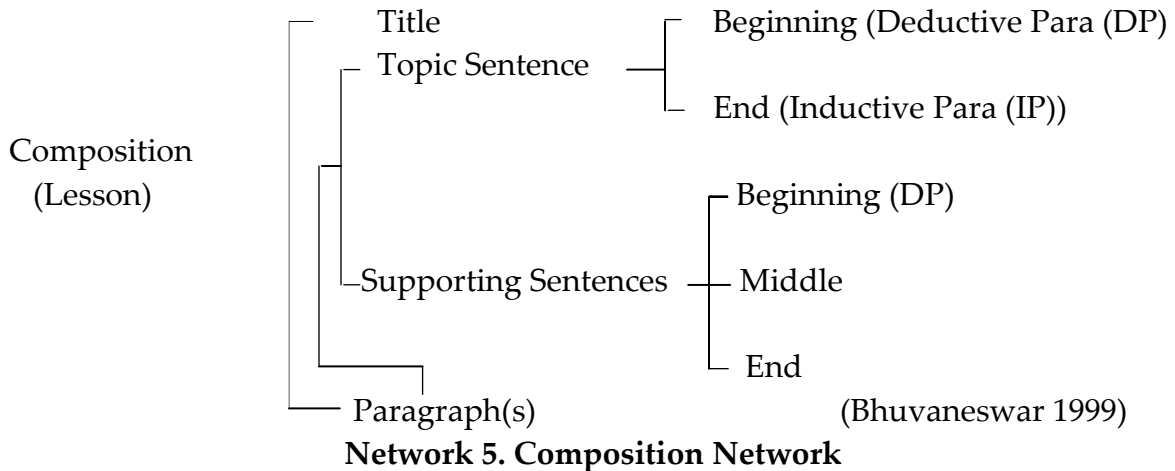 Title Beginning (Deductive Para (DP)
Topic Sentence
End (Inductive Para (IP))
Composition
(Lesson)
Beginning (DP)
Supporting Sentences Middle
End
Paragraph(s) (Bhuvaneswar 1999)
Network 5. Composition Network